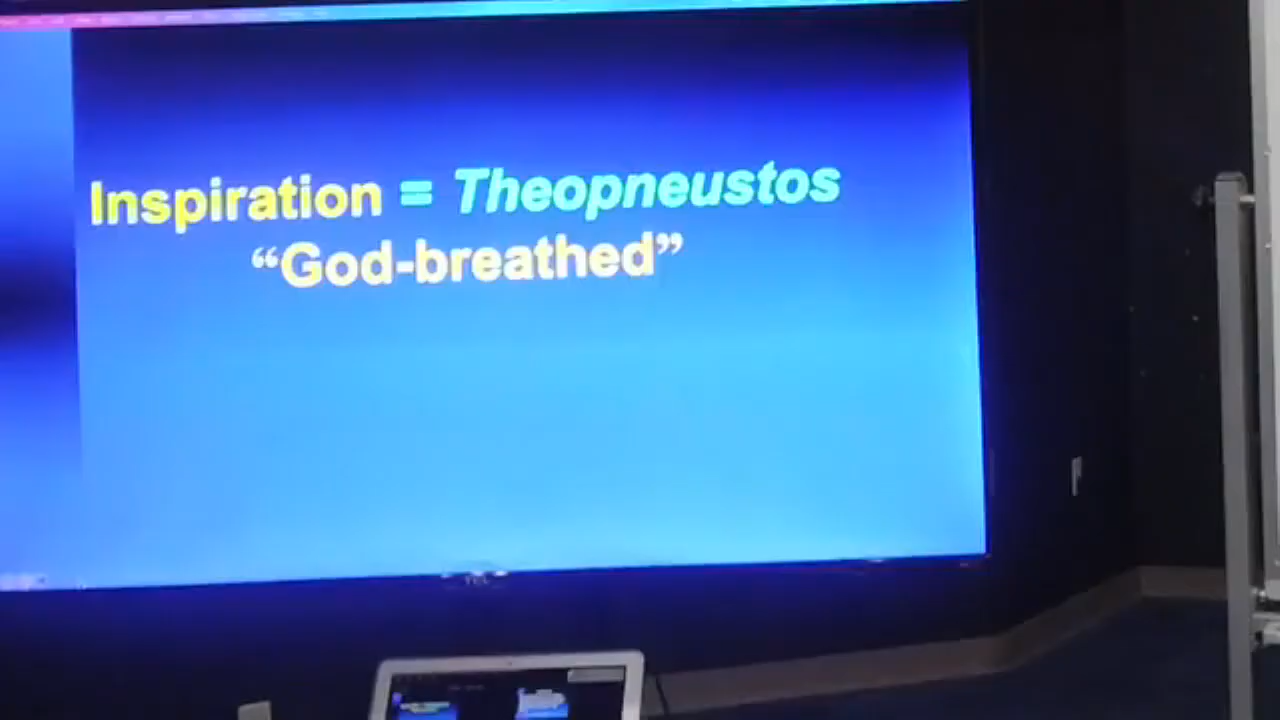 Inspiration = Theopneustos
“God-breathed”